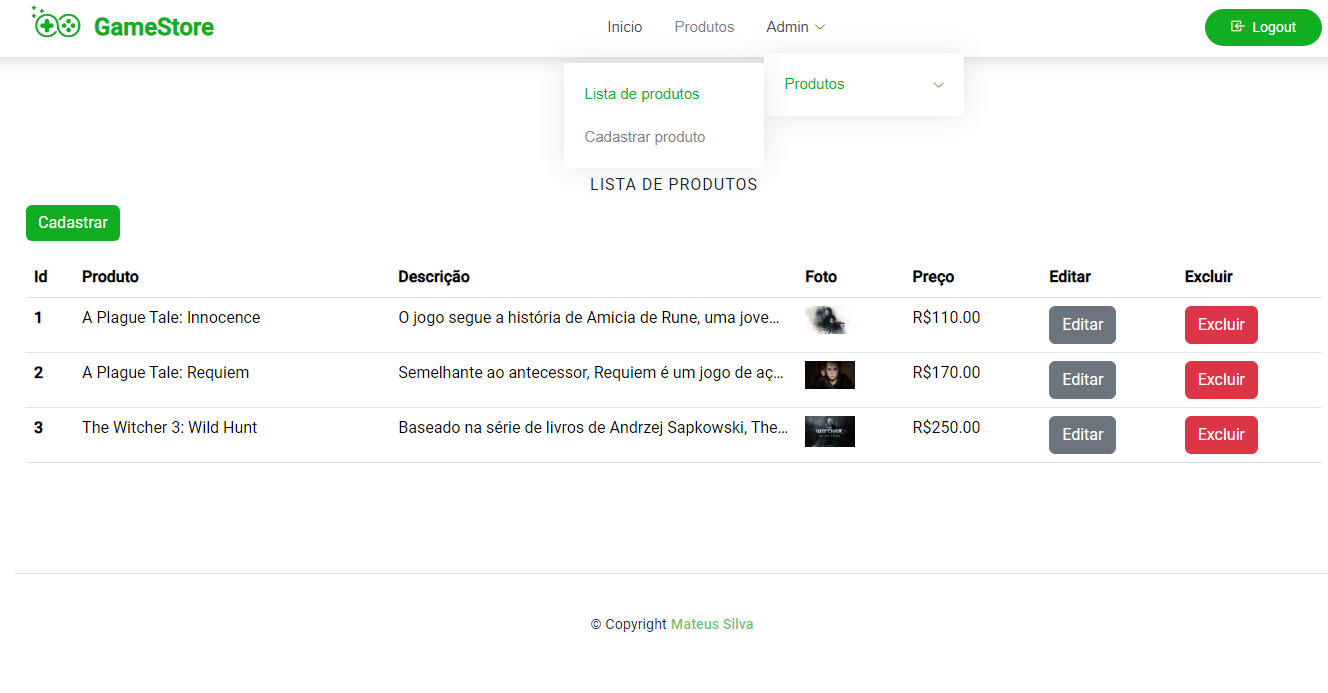 GameStore
Inicio Produtos Admin
Logout
Produtos
Lista de produtos
Cadastrar produto
LISTA DE PRODUTOS
Cadastrar
Id Produto Descrição Foto Preço Editar Excluir
1 A Plague Tale: Innocence O jogo segue a história de Amicia de Rune, uma jove... R$110.00 Editar Excluir
2 A Plague Tale: Requiem Semelhante ao antecessor, Requiem é um jogo de aç... R$170.00 Editar Excluir
3 The Witcher 3: Wild Hunt Baseado na série de livros de Andrzej Sapkowski, The... WITCHER R$250.00 Editar Excluir
© Copyright Mateus Silva